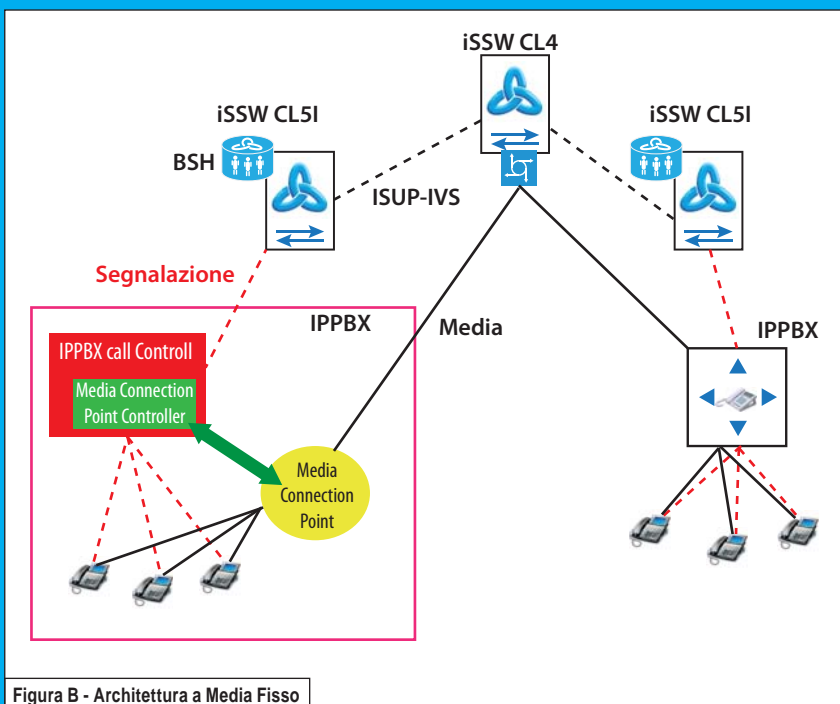 iSSW CL4
iSSW CL5I
iSSW CL5I
BSH
ISUP-IVS
Segnalazione
IPPBX
Media
IPPBX
IPPBX call Controll
Media Connection
Point Controller
Media
Connection
Point
Figura B - Architettura a Media Fisso